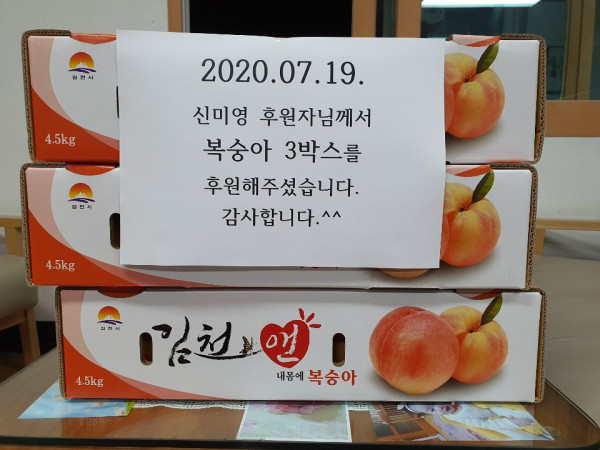 2020.07.19.
신미영 후원자님께서
복숭아 3박스를
후원해주셨습니다.
감사합니다.^^
김천시
4.5kg
김천시
4.5kg
김천시
김천 앤
내몸에 복숭아
4.5kg